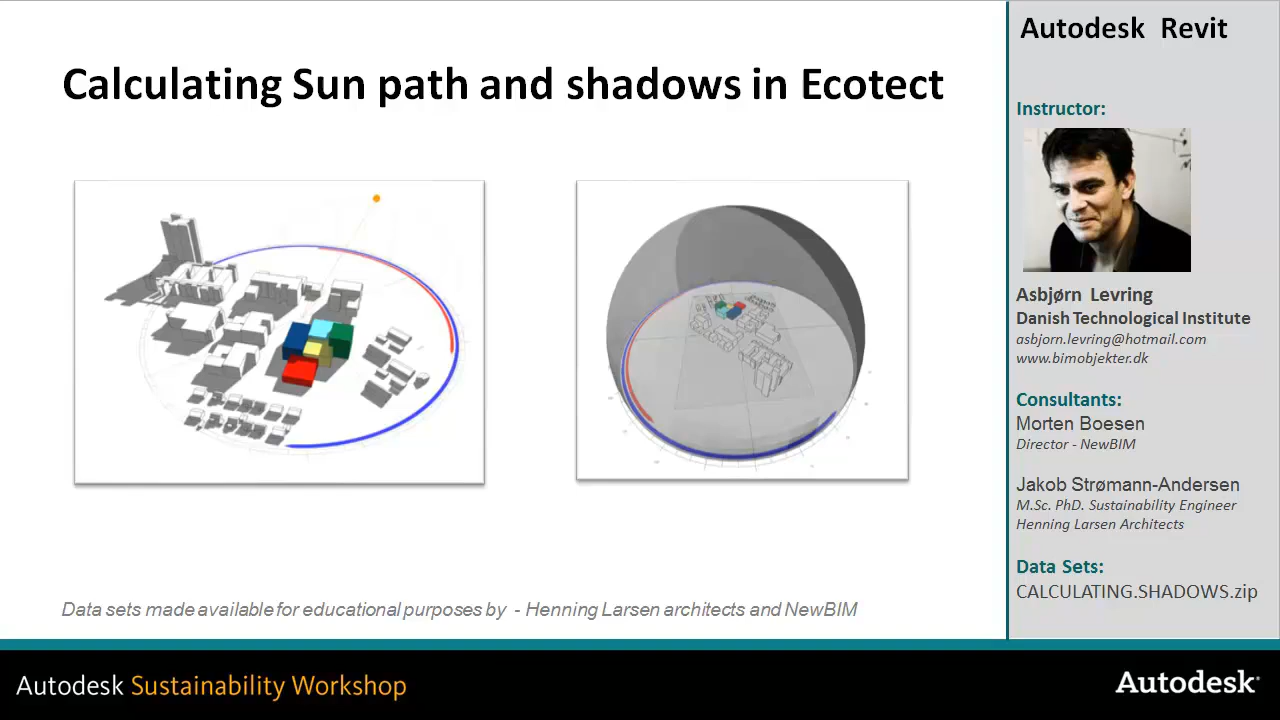 Calculating Sun path and shadows in Ecotect
Data sets made available for educational purposes by - Henning Larsen architects and NewBIM
Autodesk Revit
Instructor:
Asbjørn Levring
Danish Technological Institute
asbjorn.levring@hotmail.com
www.bimobjekter.dk
Consultants:
Morten Boesen
Director - NewBIM
Jakob Strømann-Andersen
M.Sc. PhD. Sustainability Engineer
Henning Larsen Architects
Data Sets:
CALCULATING.SHADOWS.zip
Autodesk Sustainability Workshop
Autodesk